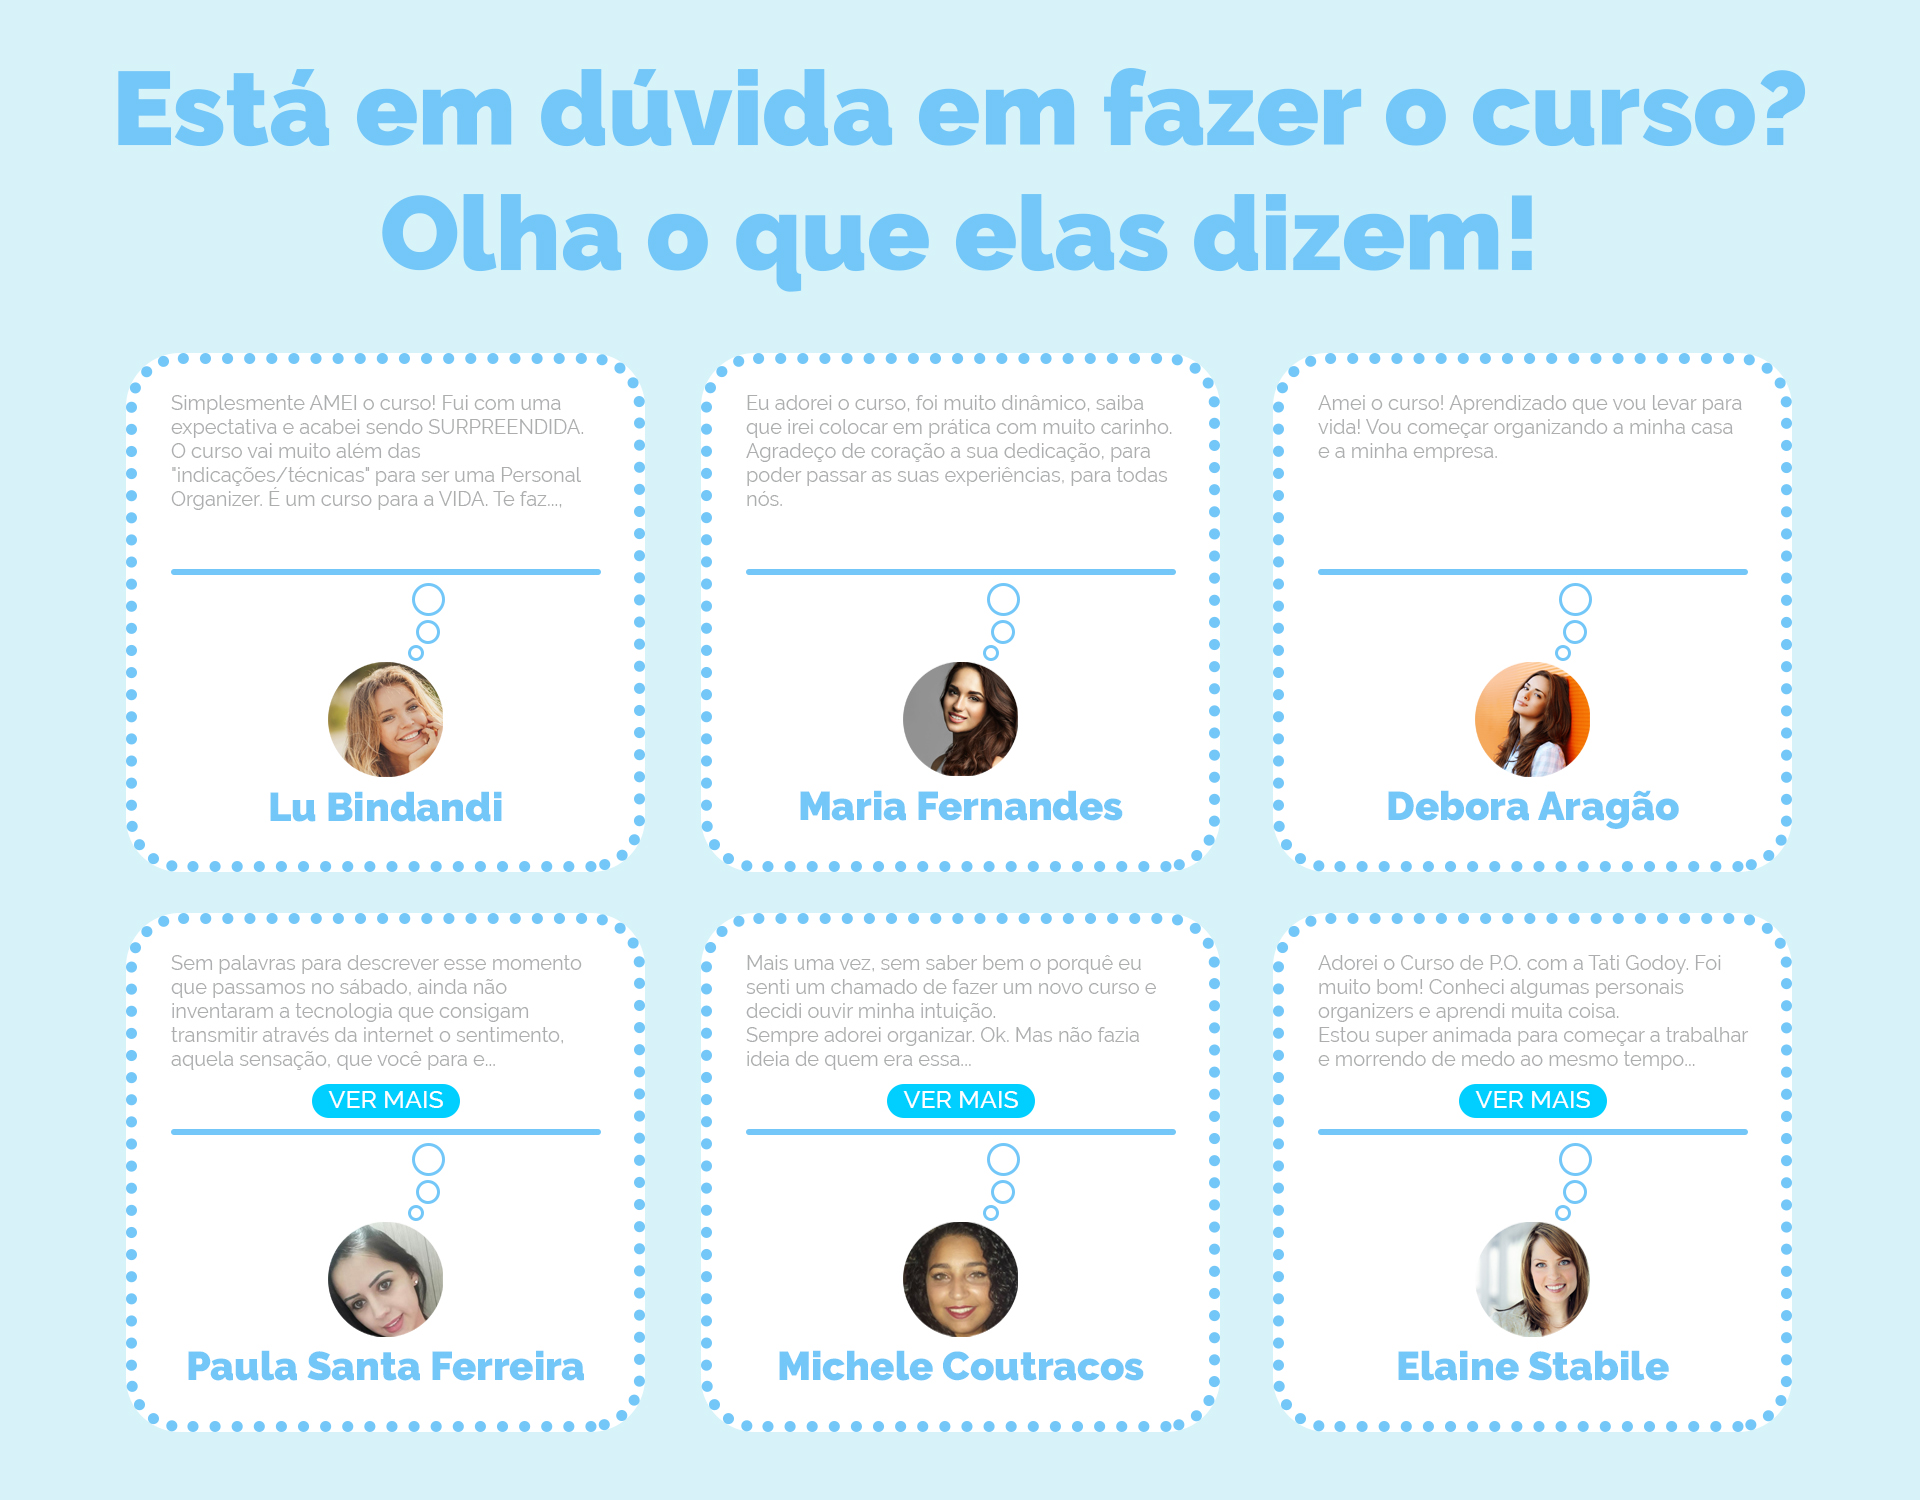 Está em dúvida em fazer o curso?
Olha o que elas dizem!
Simplesmente AMEI o curso! Fui com uma
expectativa e acabei sendo SURPREENDIDA.
O curso vai muito além das
"indicações/técnicas" para ser uma Personal
Organizer. É um curso para a VIDA. Te faz...,
Lu Bindandi
Eu adorei o curso, foi muito dinâmico, saiba
que irei colocar em prática com muito carinho.
Agradeço de coração a sua dedicação, para
poder passar as suas experiências, para todas
nós.
Maria Fernandes
Amei o curso! Aprendizado que vou levar para
vida! Vou começar organizando a minha casa
e a minha empresa.
Debora Aragão
Sem palavras para descrever esse momento
que passamos no sábado, ainda não
inventaram a tecnologia que consigam
transmitir através da internet o sentimento,
aquela sensação, que você para e...
VER MAIS
Paula Santa Ferreira
Mais uma vez, sem saber bem o porquê eu
senti um chamado de fazer um novo curso e
decidi ouvir minha intuição.
Sempre adorei organizar. Ok. Mas não fazia
ideia de quem era essa...
VER MAIS
Michele Coutracos
Adorei o Curso de P.O. com a Tati Godoy. Foi
muito bom! Conheci algumas personais
organizers e aprendi muita coisa.
Estou super animada para começar a trabalhar
e morrendo de medo ao mesmo tempo...
VER MAIS
Elaine Stabile